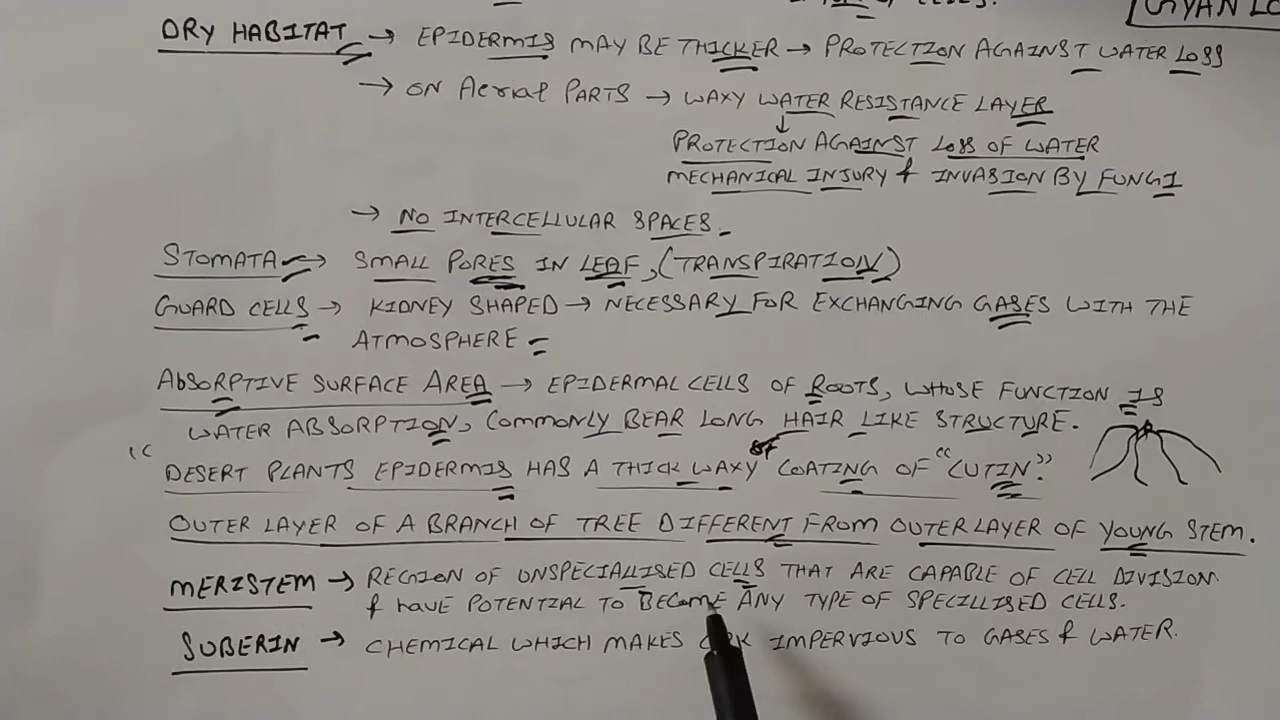 GYAN
DRY HABITAT → EPIDERMIS MAY BE THICKER → PROTECTION AGAINST WATER LOSS
→ ON AERIAL PARTS → WAXY WATER RESISTANCE LAYER
↓
PROTECTION AGAINST LOSS OF WATER
MECHANICAL INJURY & INVASION BY FUNGI
→ NO INTERCELLULAR SPACES.
STOMATA → SMALL PORES IN LEAF, (TRANSPIRATION)
GUARD CELLS → KIDNEY SHAPED → NECESSARY FOR EXCHANGING GASES WITH THE
ATMOSPHERE
ABSORPTIVE SURFACE AREA → EPIDERMAL CELLS OF ROOTS, WHOSE FUNCTION IS
WATER ABSORPTION, COMMONLY BEAR LONG HAIR LIKE STRUCTURE.
“ DESERT PLANTS EPIDERMIS HAS A THICK WAXY COATING OF “CUTIN”.
OUTER LAYER OF A BRANCH OF TREE DIFFERENT FROM OUTER LAYER OF YOUNG STEM.
MERISTEM → REGION OF UNSPECIALLISED CELLS THAT ARE CAPABLE OF CELL DIVISION
& HAVE POTENTIAL TO BECOME ANY TYPE OF SPECILLISED CELLS.
SUBERIN → CHEMICAL WHICH MAKES IMPERVIOUS TO GASES & WATER.